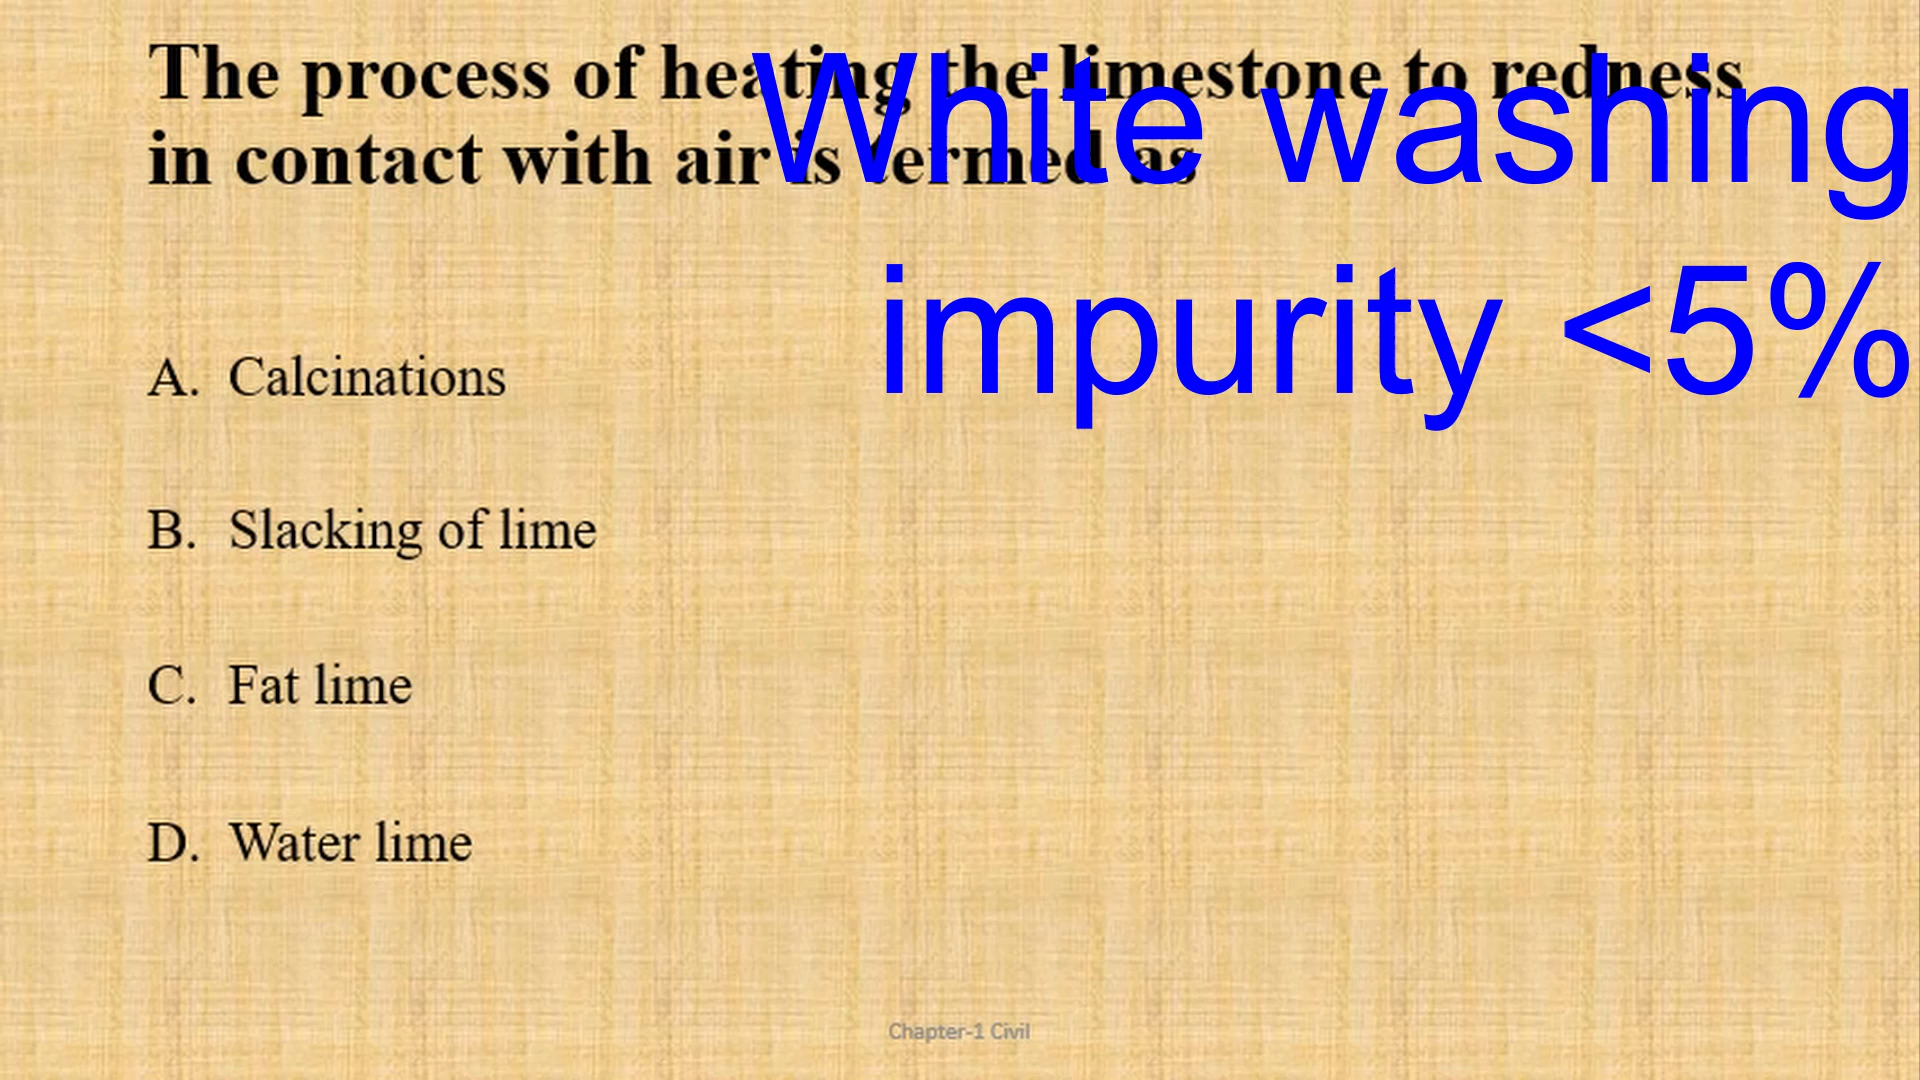 The process of heating the limestone to redness
in contact with air is termed as
White washing
impurity <5%
A. Calcinations
B. Slacking of lime
C. Fat lime
D. Water lime
Chapter-1 Civil